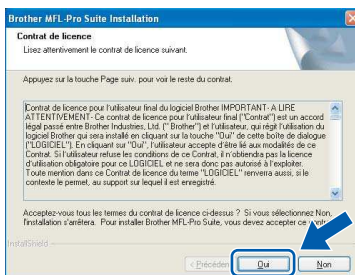 Brother MFL-Pro Suite Installation
Contrat de licence
Lisez attentivement le contrat de licence suivant.
Appuyez sur la touche Page suiv. pour voir le reste du contrat.
Contrat de licence pour l'utilisateur final du logiciel Brother IMPORTANT- A LIRE
ATTENTIVEMENT- Ce contrat de licence pour l'utilisateur final ("Contrat") est un accord
légal passé entre Brother Industries, Ltd. ("Brother") et l'utilisateur, qui régit l'utilisation du
logiciel Brother qui sera installé en cliquant sur la touche "Oui" de cette boîte de dialogue
("LOGICIEL"). En cliquant sur "Oui", l'utilisateur accepte d'être lié aux modalités de ce
Contrat. Si l'utilisateur refuse les conditions de ce Contrat, il n'obtiendra pas la licence
d'utilisation obligatoire pour ce LOGICIEL et ne sera donc pas autorisé à l'exploiter.
Toute mention dans ce Contrat de licence du terme "LOGICIEL" renverra aussi, si le
contexte le permet, au support sur lequel il est enregistré.
Acceptez-vous tous les termes du contrat de licence ci-dessus ? Si vous sélectionnez Non,
l'installation s'arrêtera. Pour installer Brother MFL-Pro Suite, vous devez accepter ce
InstallShield
< Précéden
Oui
Non